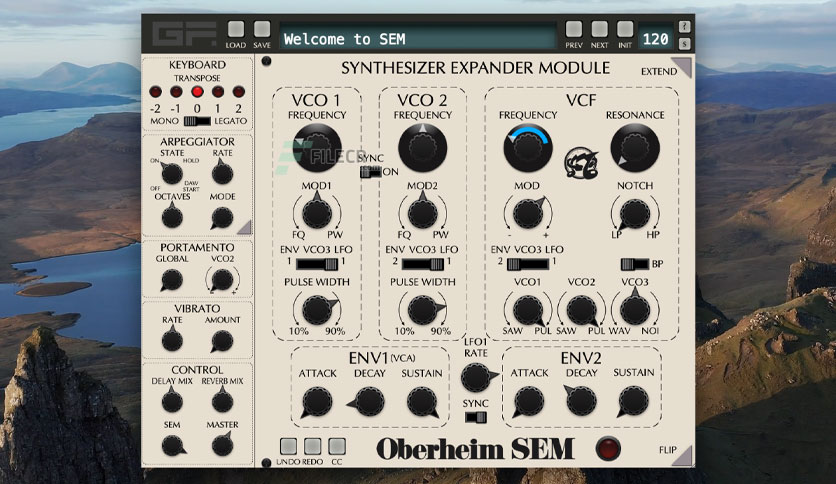 GF.
LOAD SAVE
Welcome to SEM
PREV NEXT INIT
120
?
S
KEYBOARD
TRANSPOSE
-2 -1 0 1 2
MONO LEGATO
ARPEGGIATOR
STATE RATE
ON HOLD
OFF DAW START
OCTAVES MODE
PORTAMENTO
GLOBAL VCO2
- +
VIBRATO
RATE AMOUNT
CONTROL
DELAY MIX REVERB MIX
SEM MASTER
SYNTHESIZER EXPANDER MODULE
EXTEND
VCO 1
FREQUENCY
FILECR
MOD1
FQ PW
ENV VCO3 LFO
1 1
PULSE WIDTH
10% 90%
SYNC
ON
VCO 2
FREQUENCY
MOD2
FQ PW
ENV VCO3 LFO
2 1
PULSE WIDTH
10% 90%
VCF
FREQUENCY RESONANCE
MOD NOTCH
- +
LP HP
ENV VCO3 LFO
2 1
BP
VCO1 VCO2 VCO3
SAW PUL SAW PUL WAV NOI
ENV1 (VCA)
ATTACK DECAY SUSTAIN
LFO1
RATE
SYNC
ENV2
ATTACK DECAY SUSTAIN
UNDO REDO CC
Oberheim SEM
FLIP